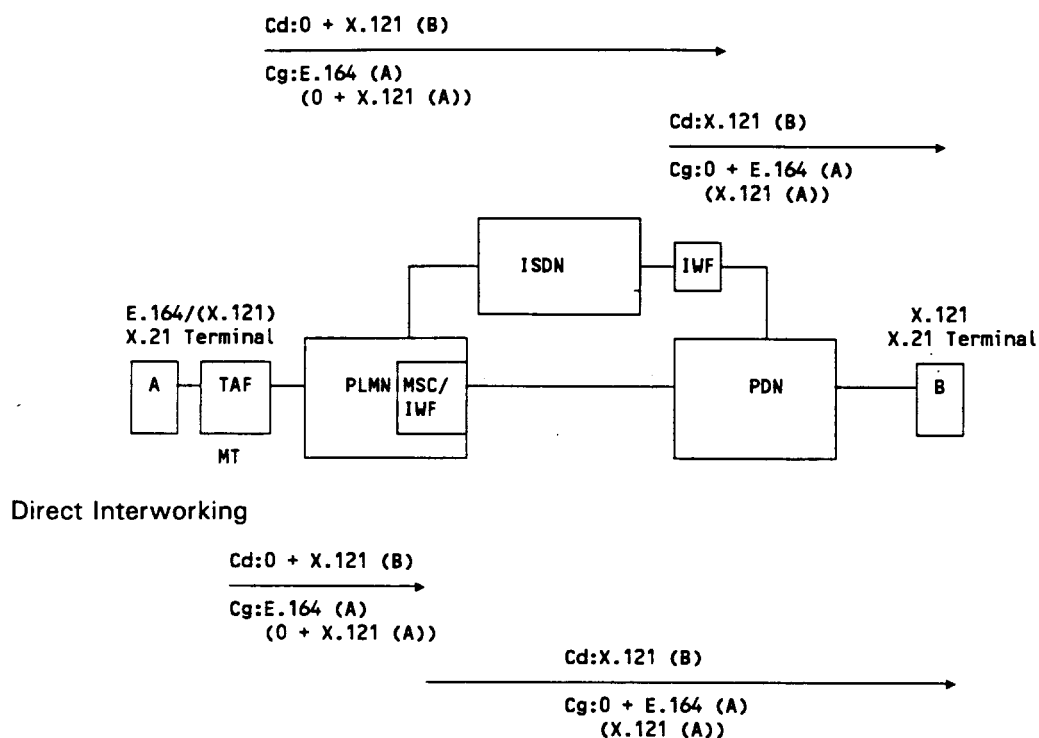 Cd:0 + X.121 (B)
Cg:E.164 (A)
(0 + X.121 (A))
Cd:X.121 (B)
Cg:0 + E.164 (A)
(X.121 (A))
ISDN
IWF
E.164/(X.121)
X.21 Terminal
X.121
X.21 Terminal
A
TAF
PLMN
MSC/
IWF
PDN
B
MT
Direct Interworking
Cd:0 + X.121 (B)
Cg:E.164 (A)
(0 + X.121 (A))
Cd:X.121 (B)
Cg:0 + E.164 (A)
(X.121 (A))